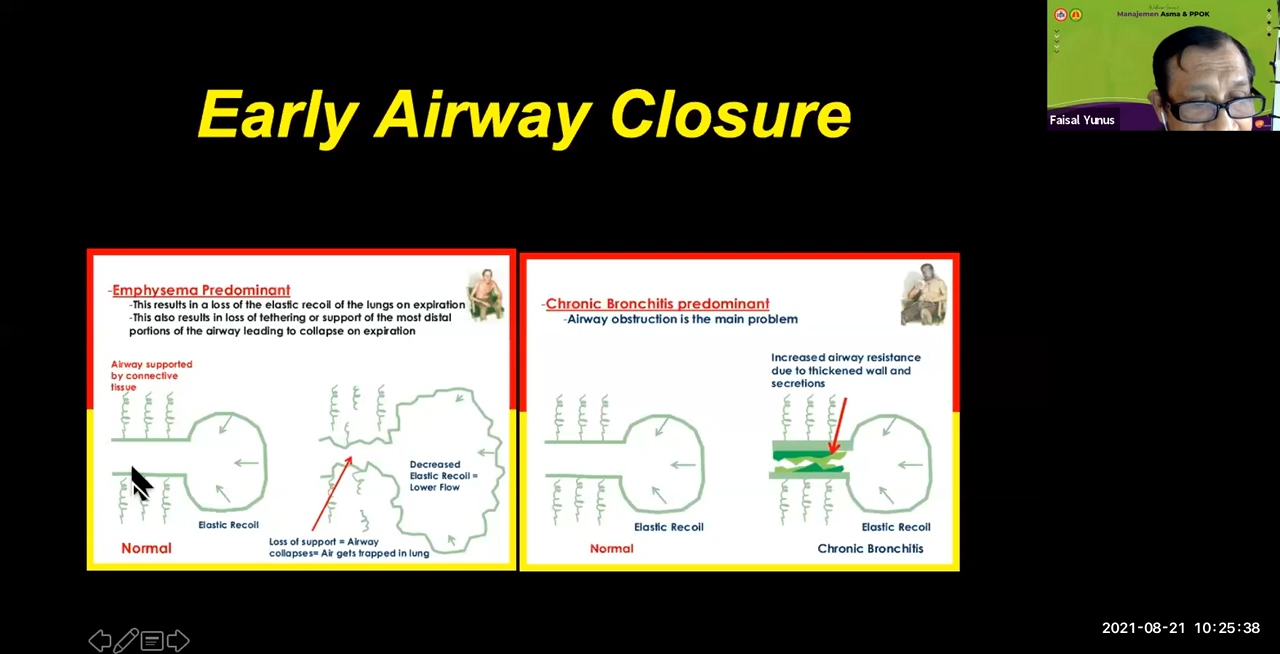 Manajemen Asma & PPOK
Faisal Yunus
Early Airway Closure
-Emphysema Predominant
-This results in a loss of the elastic recoil of the lungs on expiration
-This also results in loss of tethering or support of the most distal
portions of the airway leading to collapse on expiration
Airway supported
by connective
tissue
Decreased
Elastic Recoil =
Lower Flow
Elastic Recoil
Loss of support = Airway
collapses= Air gets trapped in lung
Normal
-Chronic Bronchitis predominant
-Airway obstruction is the main problem
Increased airway resistance
due to thickened wall and
secretions
Elastic Recoil
Elastic Recoil
Normal
Chronic Bronchitis
2021-08-21 10:25:38